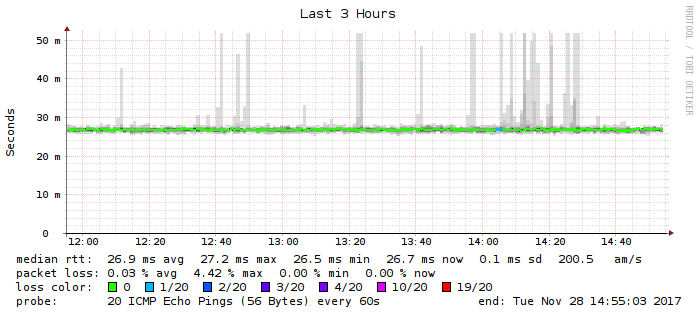 Last 3 Hours
RRDTOOL / TOBI OETIKER
Seconds
50 m
40 m
30 m
20 m
10 m
0
12:00 12:20 12:40 13:00 13:20 13:40 14:00 14:20 14:40
median rtt: 26.9 ms avg 27.2 ms max 26.5 ms min 26.7 ms now 0.1 ms sd 200.5 am/s
packet loss: 0.03 % avg 4.42 % max 0.00 % min 0.00 % now
loss color: 0 1/20 2/20 3/20 4/20 10/20 19/20
probe: 20 ICMP Echo Pings (56 Bytes) every 60s end: Tue Nov 28 14:55:03 2017